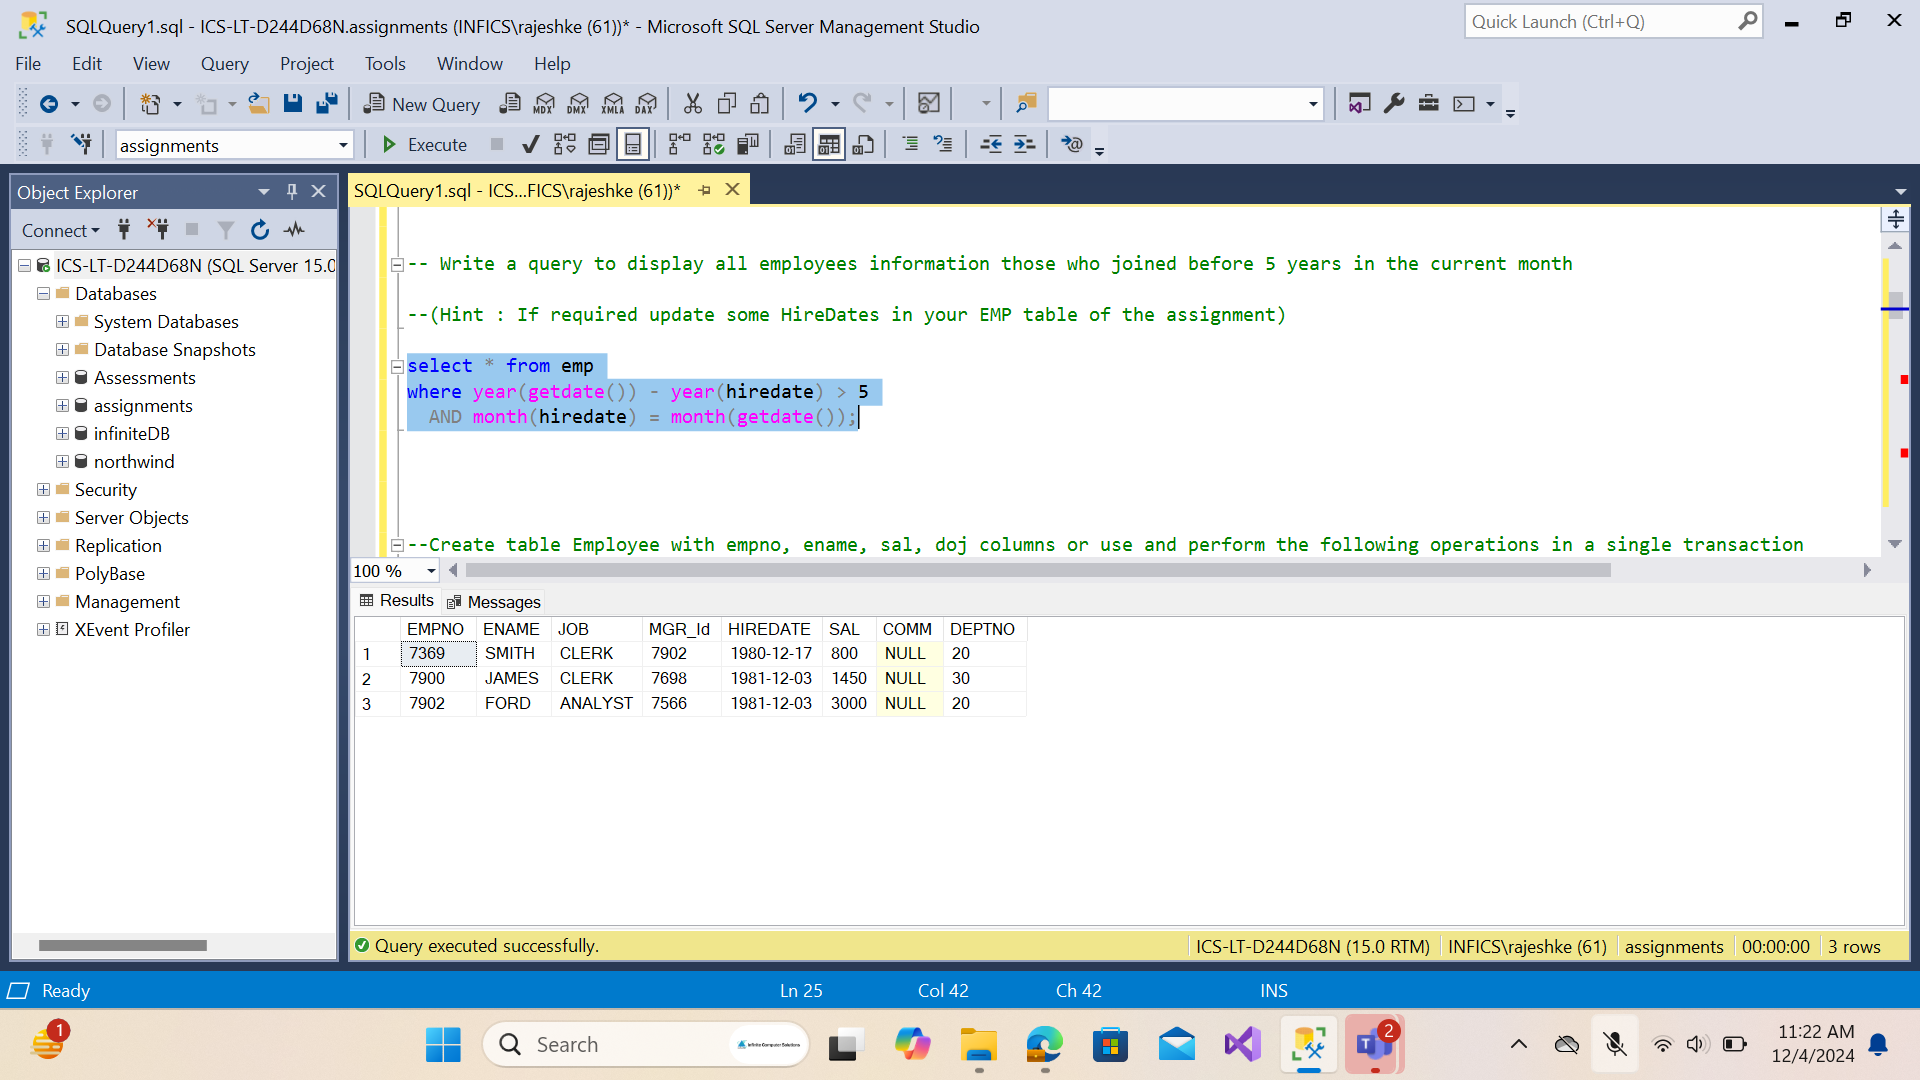 SQLQuery1.sql - ICS-LT-D244D68N.assignments (INFICS\rajeshke (61))* - Microsoft SQL Server Management Studio
Quick Launch (Ctrl+Q)
File Edit View Query Project Tools Window Help
New Query MDX DMX XMLA DAX
assignments Execute
Object Explorer
SQLQuery1.sql - ICS...FICS\rajeshke (61))*
Connect
ICS-LT-D244D68N (SQL Server 15.0
Databases
System Databases
Database Snapshots
Assessments
assignments
infiniteDB
northwind
Security
Server Objects
Replication
PolyBase
Management
XEvent Profiler
-- Write a query to display all employees information those who joined before 5 years in the current month
--(Hint : If required update some HireDates in your EMP table of the assignment)
select * from emp
where year(getdate()) - year(hiredate) > 5
AND month(hiredate) = month(getdate());
--Create table Employee with empno, ename, sal, doj columns or use and perform the following operations in a single transaction
100 %
Results Messages
EMPNO ENAME JOB MGR_Id HIREDATE SAL COMM DEPTNO
1 7369 SMITH CLERK 7902 1980-12-17 800 NULL 20
2 7900 JAMES CLERK 7698 1981-12-03 1450 NULL 30
3 7902 FORD ANALYST 7566 1981-12-03 3000 NULL 20
Query executed successfully. ICS-LT-D244D68N (15.0 RTM) INFICS\rajeshke (61) assignments 00:00:00 3 rows
Ready Ln 25 Col 42 Ch 42 INS
1
Search
Infinite Computer Solutions
2
11:22 AM
12/4/2024